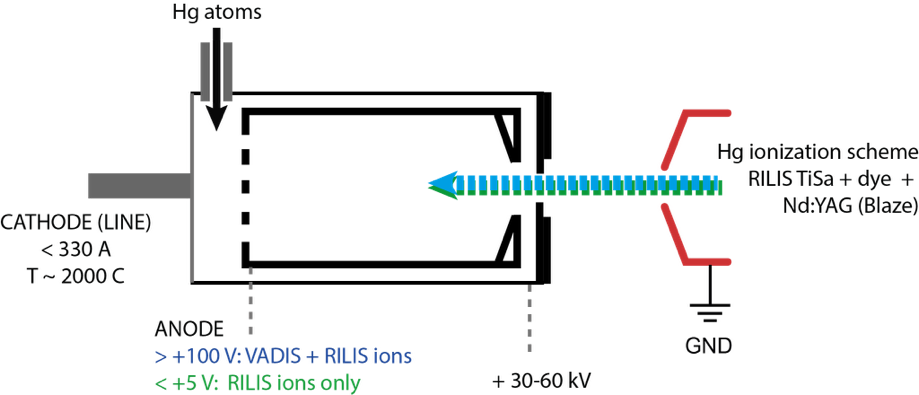 Hg atoms
Hg ionization scheme
RILIS TiSa + dye +
Nd:YAG (Blaze)
CATHODE (LINE)
< 330 A
T ~ 2000 C
ANODE
> +100 V: VADIS + RILIS ions
< +5 V: RILIS ions only
+ 30-60 kV
GND